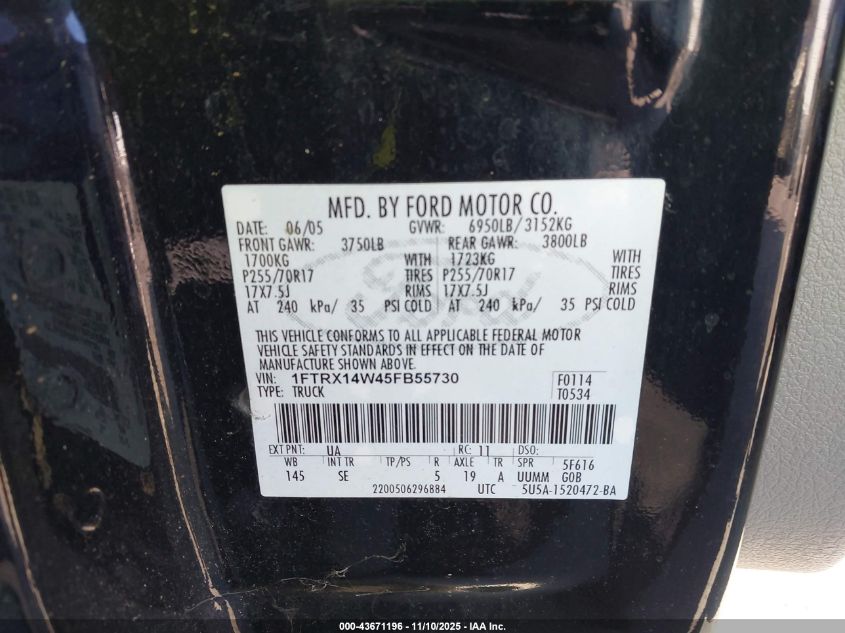 MFD. BY FORD MOTOR CO.
DATE: 06/05 GVWR: 6950LB/3152KG
FRONT GAWR: 3750LB REAR GAWR: 3800LB
1700KG WITH 1723KG WITH
P255/70R17 TIRES P255/70R17 TIRES
17X7.5J RIMS 17X7.5J RIMS
AT 240 kPa/ 35 PSI COLD AT 240 kPa/ 35 PSI COLD
THIS VEHICLE CONFORMS TO ALL APPLICABLE FEDERAL MOTOR
VEHICLE SAFETY STANDARDS IN EFFECT ON THE DATE OF
MANUFACTURE SHOWN ABOVE.
VIN: 1FTRX14W45FB55730 F0114
TYPE: TRUCK T0534
EXT PNT: UA RC: 11 DSO:
WB INT TR TP/PS R AXLE TR SPR 5F616
145 SE 5 19 A UUMM GOB
2200506296884 UTC 5U5A-1520472-BA
000-43671196 - 11/10/2025 - IAA Inc.